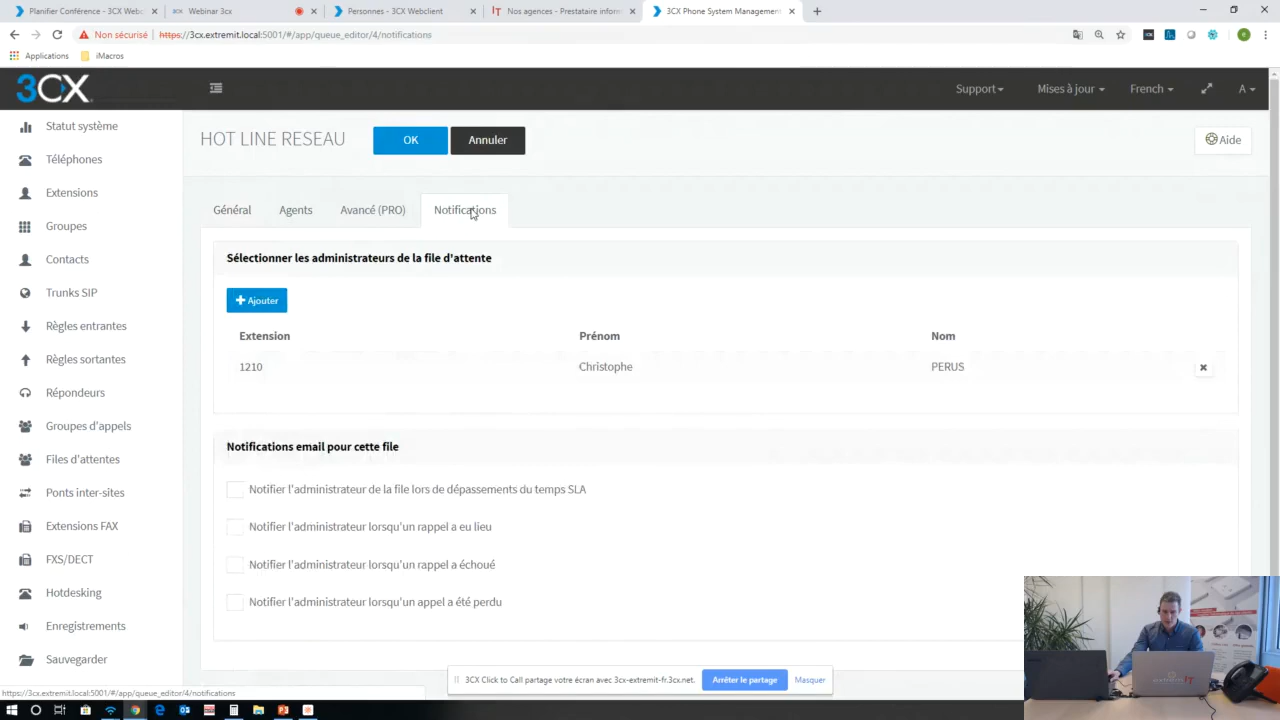 Planifier Conférence - 3CX Webc
Webinar 3cx
Personnes - 3CX Webclient
Nos agences - Prestataire inform
3CX Phone System Management
Non sécurisé
https://3cx.extremit.local:5001/#/app/queue_editor/4/notifications
Applications
iMacros
3CX
Support
Mises à jour
French
A
Statut système
Téléphones
Extensions
Groupes
Contacts
Trunks SIP
Règles entrantes
Règles sortantes
Répondeurs
Groupes d'appels
Files d'attentes
Ponts inter-sites
Extensions FAX
FXS/DECT
Hotdesking
Enregistrements
Sauvegarder
HOT LINE RESEAU
OK
Annuler
Aide
Général
Agents
Avancé (PRO)
Notifications
Sélectionner les administrateurs de la file d'attente
Ajouter
Extension Prénom Nom
1210 Christophe PERUS
Notifications email pour cette file
Notifier l'administrateur de la file lors de dépassements du temps SLA
Notifier l'administrateur lorsqu'un rappel a eu lieu
Notifier l'administrateur lorsqu'un rappel a échoué
Notifier l'administrateur lorsqu'un appel a été perdu
3CX Click to Call partage votre écran avec 3cx-extremit-fr.3cx.net.
Arrêter le partage
Masquer
https://3cx.extremit.local:5001/#/app/queue_editor/4/notifications